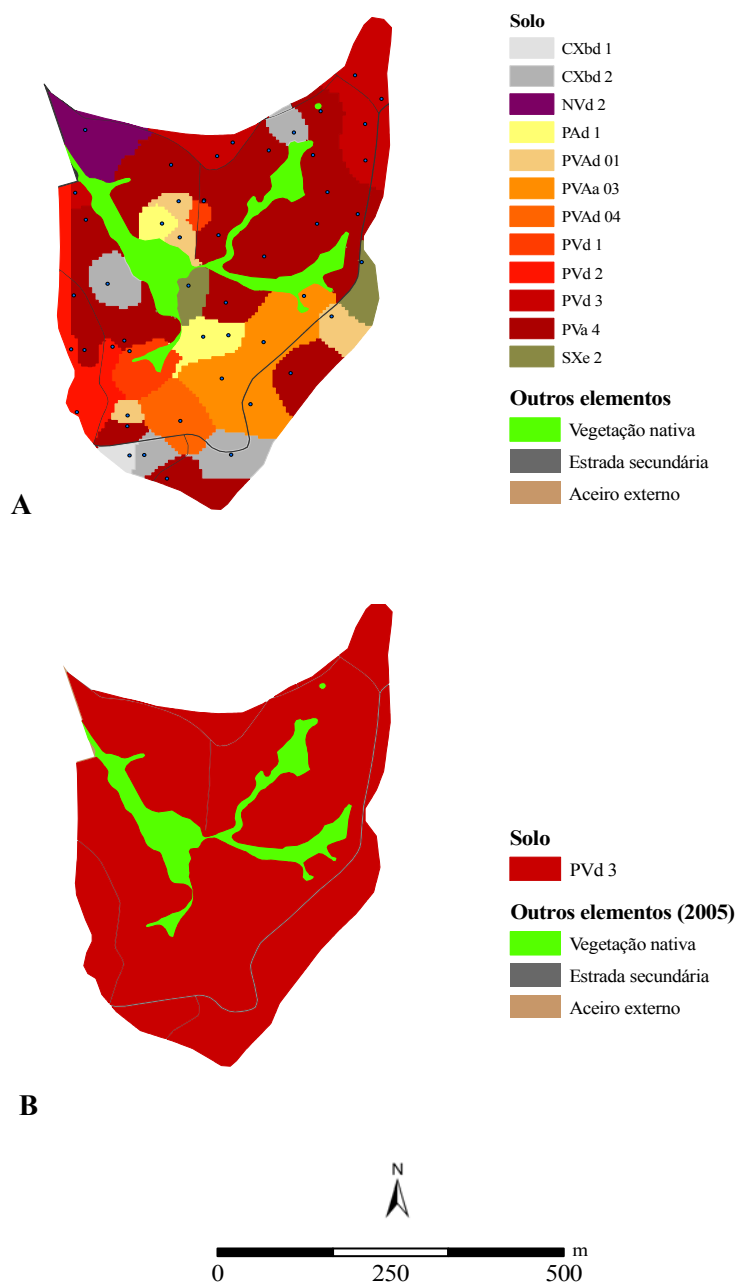 Solo
CXbd 1
CXbd 2
NVd 2
PAd 1
PVAd 01
PVAa 03
PVAd 04
PVd 1
PVd 2
PVd 3
PVa 4
SXe 2
Outros elementos
Vegetação nativa
Estrada secundária
Aceiro externo
A
Solo
PVd 3
Outros elementos (2005)
Vegetação nativa
Estrada secundária
Aceiro externo
B
N
m
0 250 500